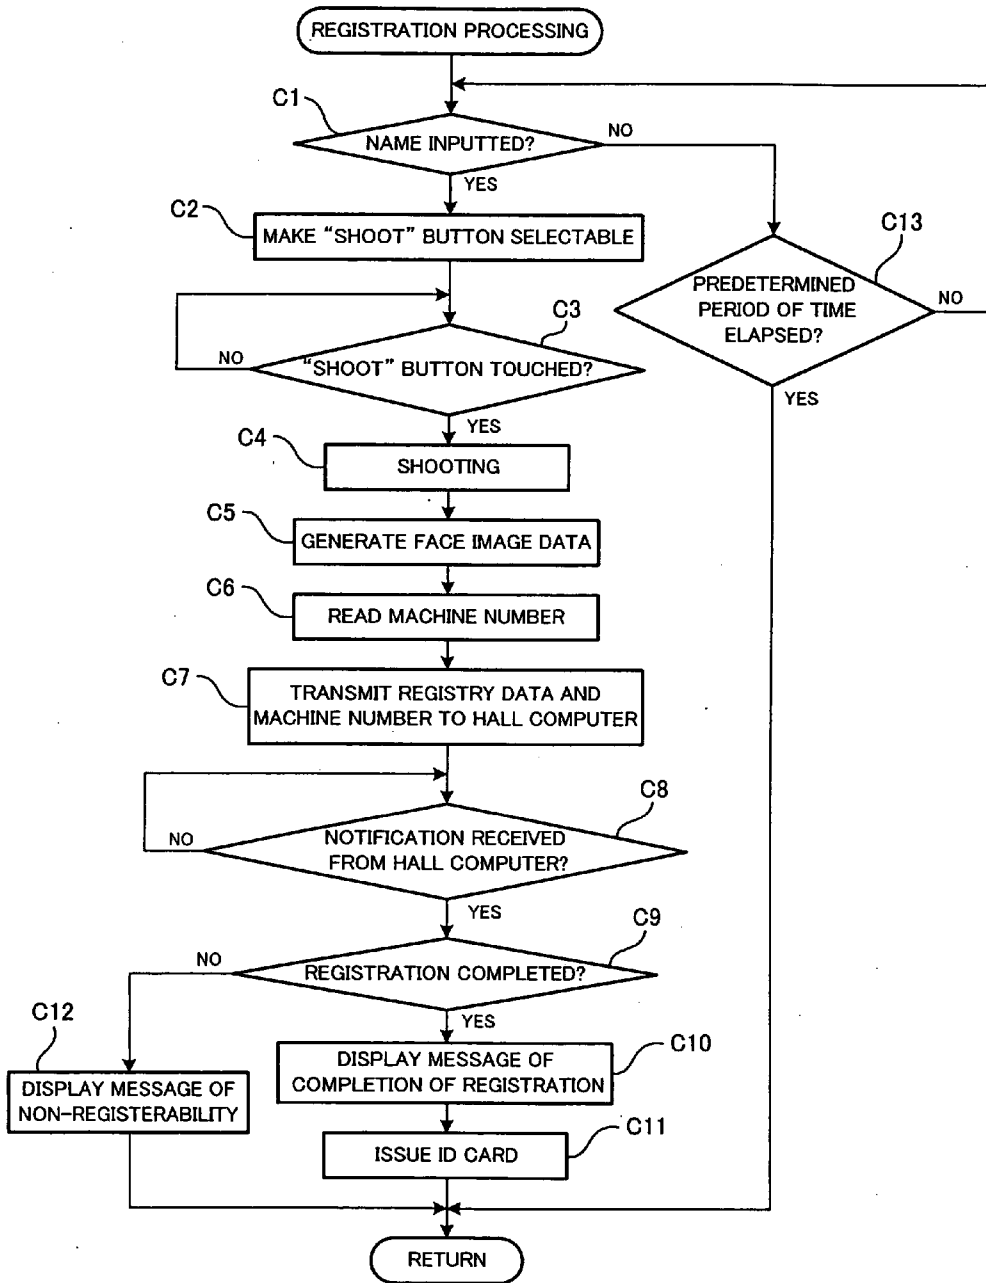 REGISTRATION PROCESSING
C1
NAME INPUTTED?
NO
YES
C2
MAKE “SHOOT” BUTTON SELECTABLE
C13
PREDETERMINED
PERIOD OF TIME
ELAPSED?
NO
YES
C3
“SHOOT” BUTTON TOUCHED?
NO
YES
C4
SHOOTING
C5
GENERATE FACE IMAGE DATA
C6
READ MACHINE NUMBER
C7
TRANSMIT REGISTRY DATA AND
MACHINE NUMBER TO HALL COMPUTER
C8
NOTIFICATION RECEIVED
FROM HALL COMPUTER?
NO
YES
C9
REGISTRATION COMPLETED?
NO
YES
C12
DISPLAY MESSAGE OF
NON-REGISTERABILITY
C10
DISPLAY MESSAGE OF
COMPLETION OF REGISTRATION
C11
ISSUE ID CARD
RETURN